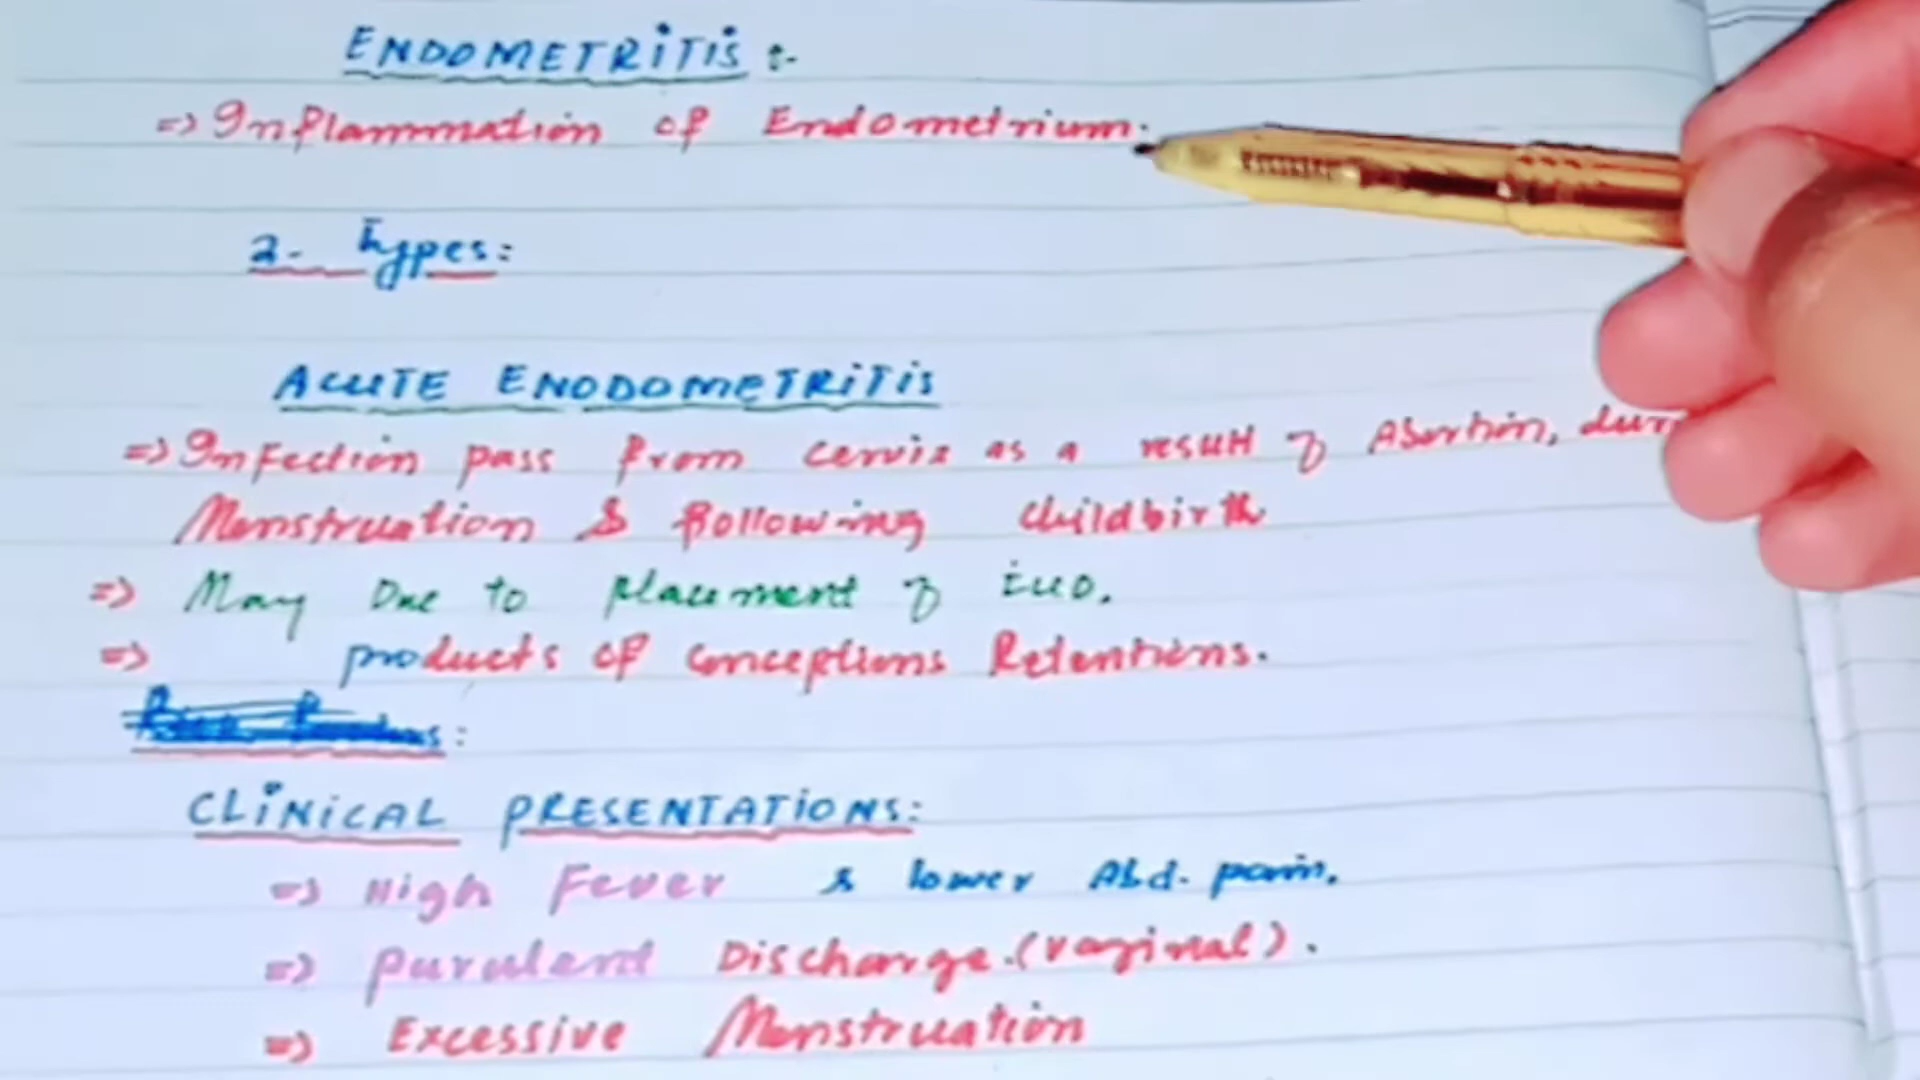 ENDOMETRiTiS :-
=> Inflammation of Endometrium.
2- Types:
ACUTE ENODOMETRiTiS
=> Infection pass from cervix as a result of Abortion,
Menstruation & following childbirth
=> May Due to placement of IUD.
=> products of conceptions Retentions.
CLiNiCAL PRESENTATiONS:
=> High Fever & lower Abd. pain.
=> Purulent Discharge.(vaginal).
=> Excessive Menstruation